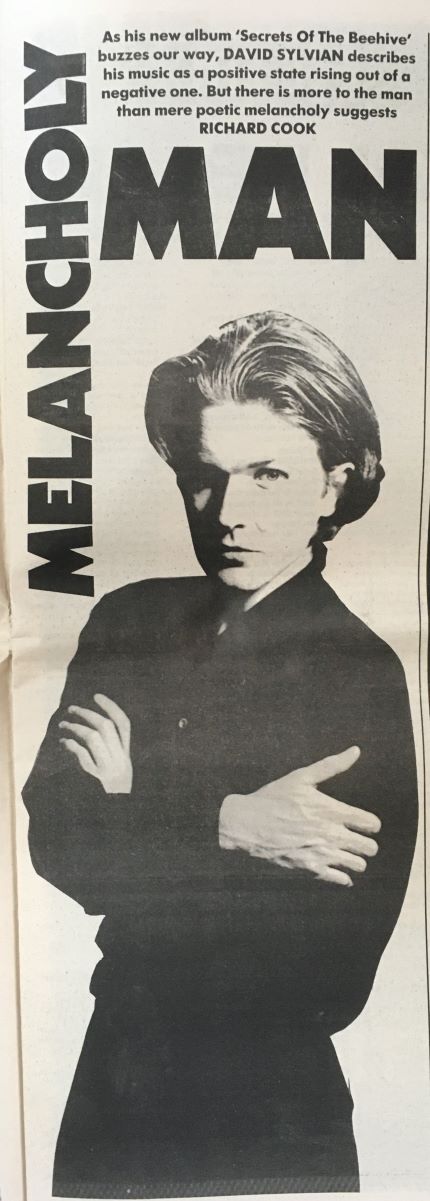 As his new album ‘Secrets Of The Beehive’
buzzes our way, DAVID SYLVIAN describes
his music as a positive state rising out of a
negative one. But there is more to the man
than mere poetic melancholy suggests
RICHARD COOK
MELANCHOLY
MAN